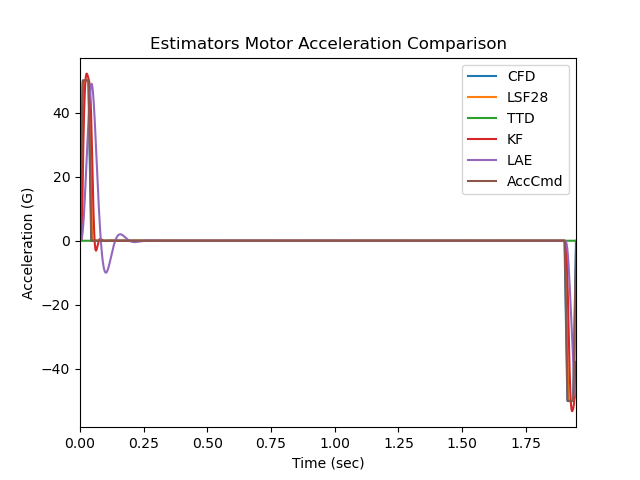 Estimators Motor Acceleration Comparison
CFD
LSF28
TTD
KF
LAE
AccCmd
Acceleration (G)
40
20
0
−20
−40
0.00 0.25 0.50 0.75 1.00 1.25 1.50 1.75
Time (sec)